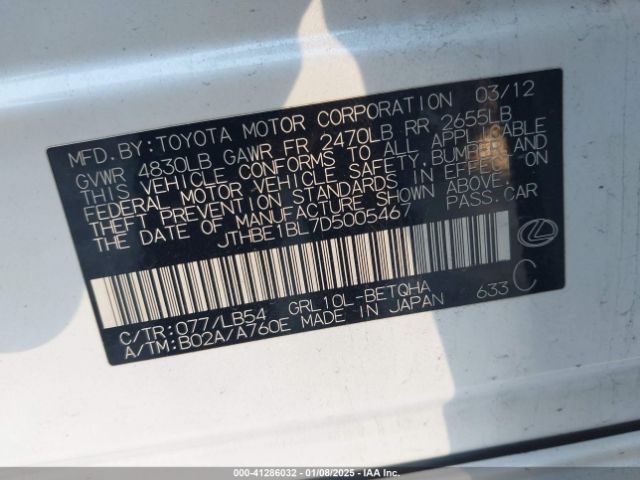 MFD.BY:TOYOTA MOTOR CORPORATION 03/12
GVWR 4830LB GAWR FR 2470LB RR 2655LB
THIS VEHICLE CONFORMS TO ALL APPLICABLE
FEDERAL MOTOR VEHICLE SAFETY,BUMBER,AND
THEFT PREVENTION STANDARDS IN EFFECT ON
THE DATE OF MANUFACTURE SHOWN ABOVE.
JTHBE1BL7D5005467 PASS.CAR
C/TR:077/LB54 GRL10L-BETQHA 633 C
A/TM:B02A/A760E MADE IN JAPAN
000-41286032 - 01/08/2025 - IAA Inc.